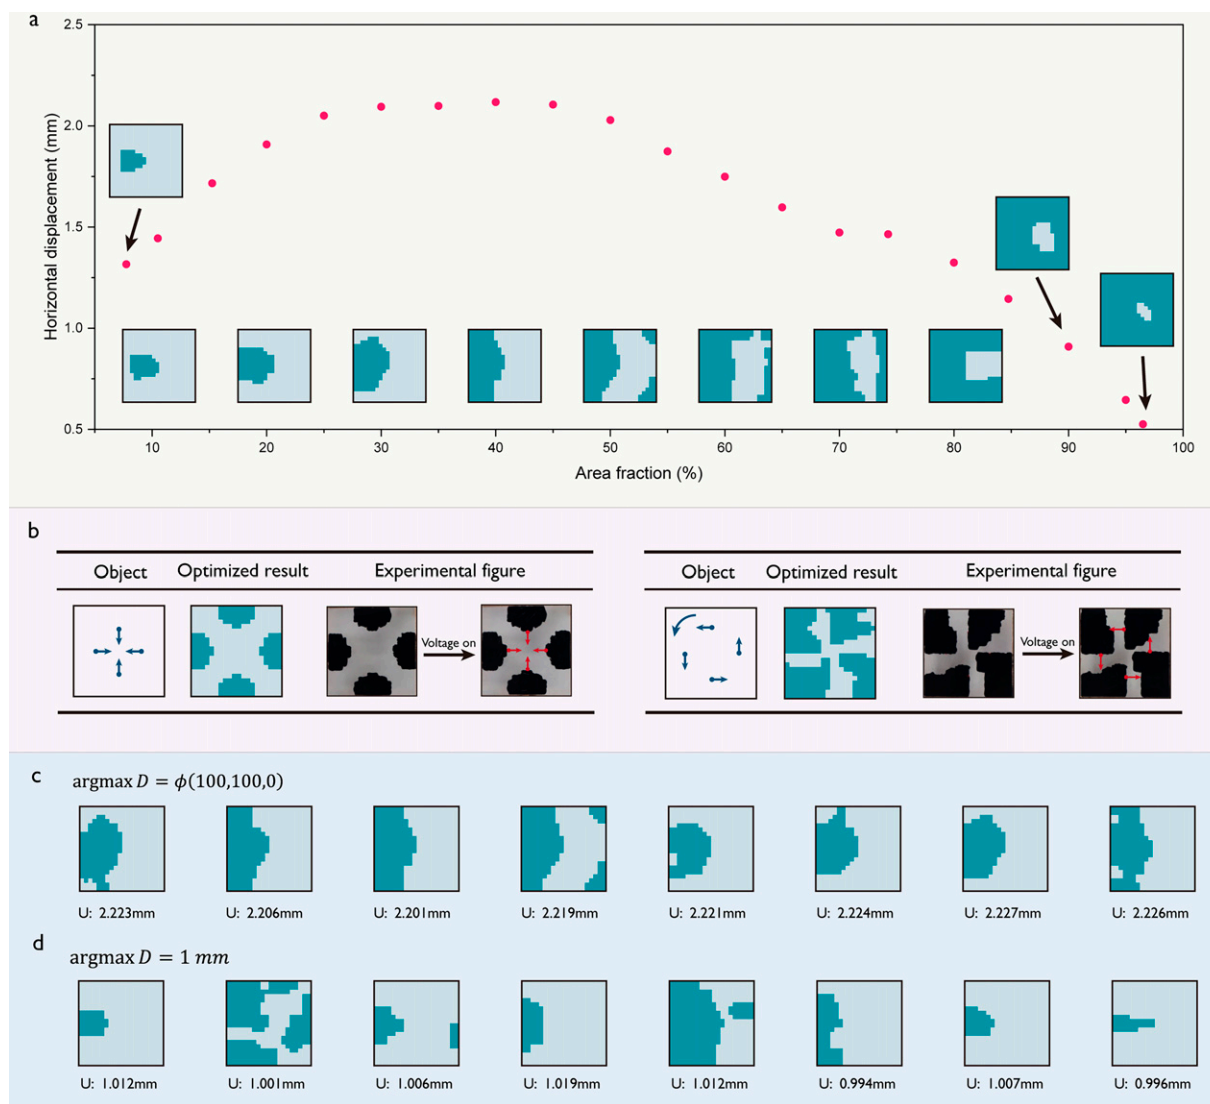 a
2.5
2.0
1.5
1.0
0.5
Horizontal displacement (mm)
10 20 30 40 50 60 70 80 90 100
Area fraction (%)
b
Object Optimized result Experimental figure
Voltage on
Object Optimized result Experimental figure
Voltage on
c
argmax D = ϕ(100,100,0)
U: 2.223mm U: 2.206mm U: 2.201mm U: 2.219mm U: 2.221mm U: 2.224mm U: 2.227mm U: 2.226mm
d
argmax D = 1 mm
U: 1.012mm U: 1.001mm U: 1.006mm U: 1.019mm U: 1.012mm U: 0.994mm U: 1.007mm U: 0.996mm